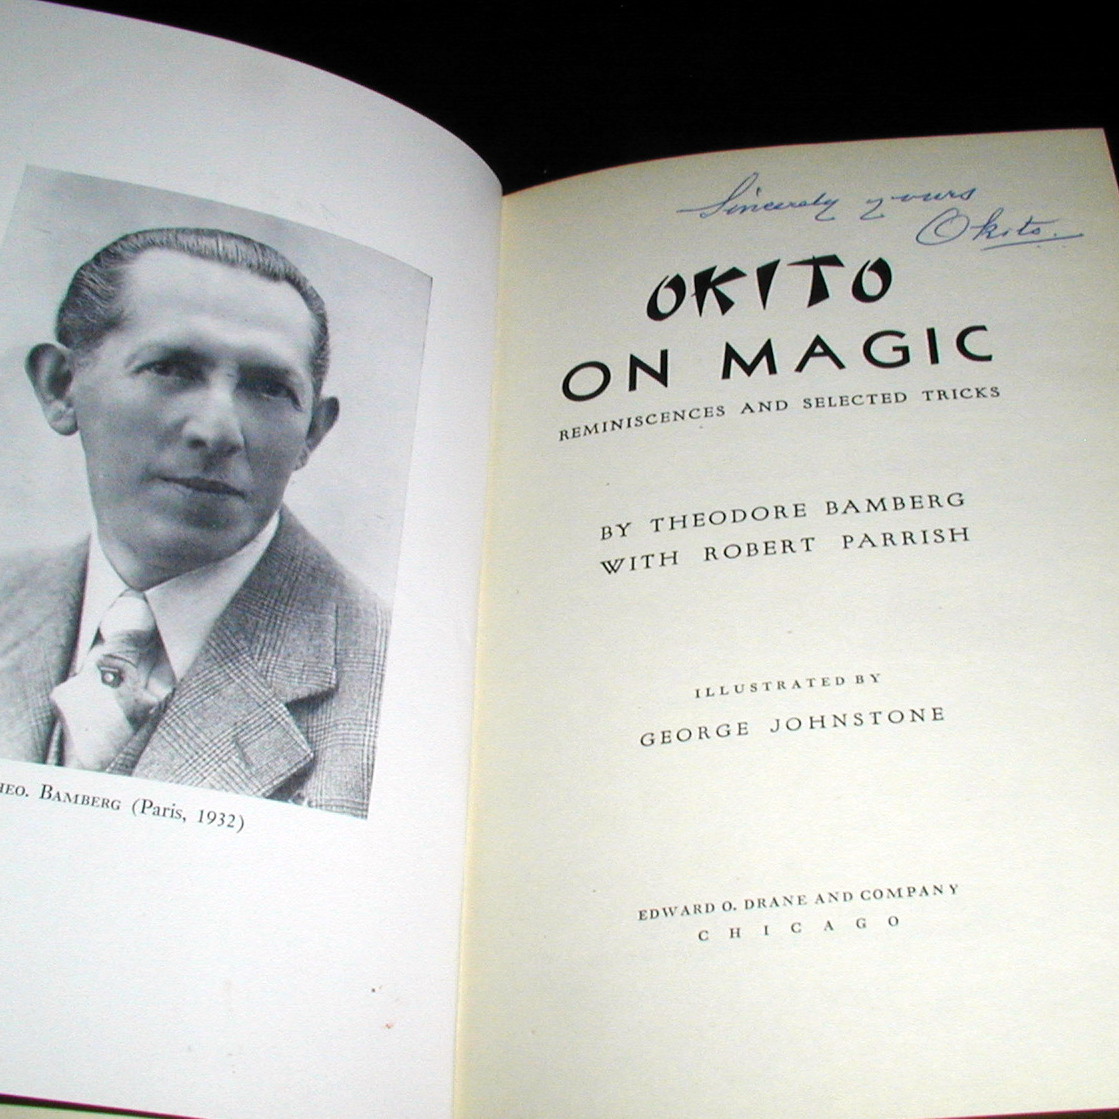 HEO. BAMBERG (Paris, 1932)
Sincerely yours
Okito.
OKITO
ON MAGIC
REMINISCENCES AND SELECTED TRICKS
BY THEODORE BAMBERG
WITH ROBERT PARRISH
ILLUSTRATED BY
GEORGE JOHNSTONE
EDWARD O. DRANE AND COMPANY
CHICAGO